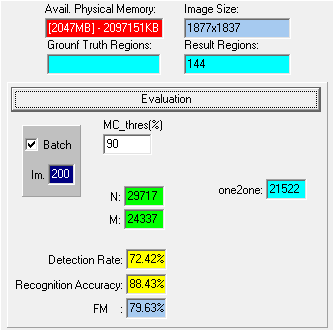 Avail. Physical Memory: Image Size:
[2047MB] - 2097151KB 1877x1837
Grounf Truth Regions: Result Regions:
144
Evaluation
MC_thres(%)
Batch 90
Im. 200
N: 29717 one2one: 21522
M: 24337
Detection Rate: 72.42%
Recognition Accuracy: 88.43%
FM : 79.63%